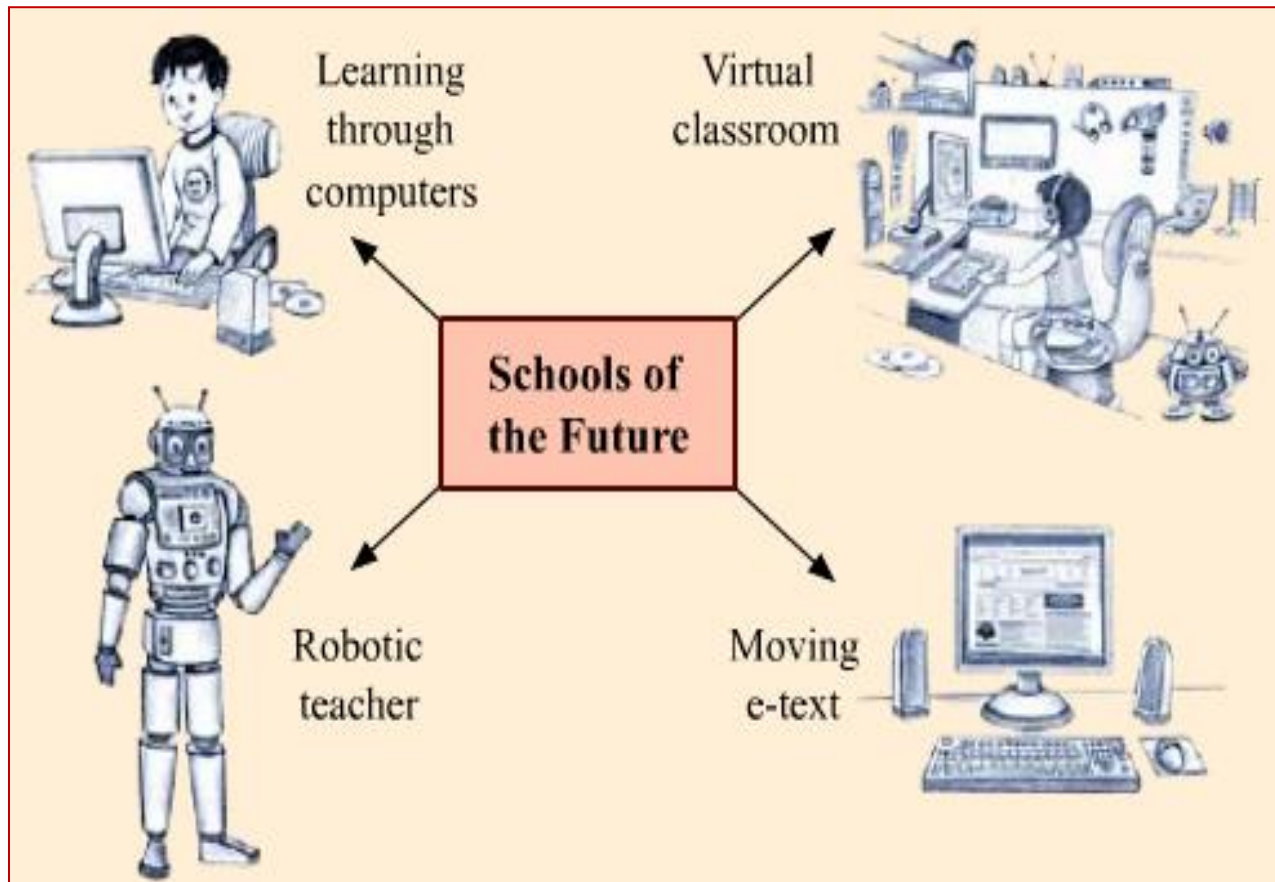 Learning
through
computers
Virtual
classroom
Schools of
the Future
Robotic
teacher
Moving
e-text